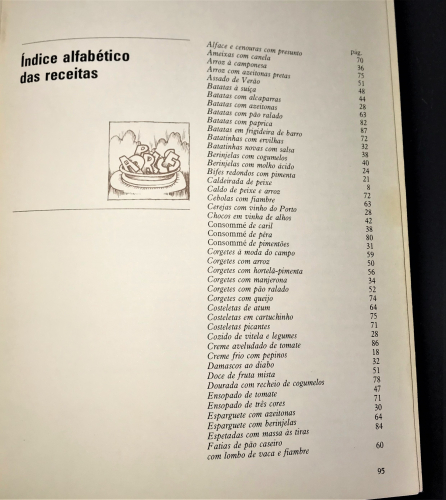 Índice alfabético
das receitas
pág.
Alface e cenouras com presunto 70
Ameixas com canela 36
Arroz à camponesa 75
Arroz com azeitonas pretas 51
Assado de Verão 48
Batatas à suíça 44
Batatas com alcaparras 28
Batatas com azeitonas 63
Batatas com pão ralado 82
Batatas com paprica 87
Batatas em frigideira de barro 72
Batatinhas com ervilhas 32
Batatinhas novas com salva 38
Berinjelas com cogumelos 40
Berinjelas com molho ácido 24
Bifes redondos com pimenta 21
Caldeirada de peixe 8
Caldo de peixe e arroz 72
Cebolas com fiambre 63
Cerejas com vinho do Porto 28
Chocos em vinha de alhos 42
Consommé de caril 38
Consommé de pêra 80
Consommé de pimentões 31
Corgetes à moda do campo 59
Corgetes com arroz 50
Corgetes com hortelã-pimenta 56
Corgetes com manjerona 34
Corgetes com pão ralado 52
Corgetes com queijo 74
Costeletas de atum 64
Costeletas em cartuchinho 75
Costeletas picantes 71
Cozido de vitela e legumes 28
Creme aveludado de tomate 86
Creme frio com pepinos 18
Damascos ao diabo 32
Doce de fruta mista 51
Dourada com recheio de cogumelos 78
Ensopado de tomate 47
Ensopado de três cores 71
Esparguete com azeitonas 30
Esparguete com berinjelas 64
Espetadas com massa às tiras 84
Fatias de pão caseiro
com lombo de vaca e fiambre 60
95